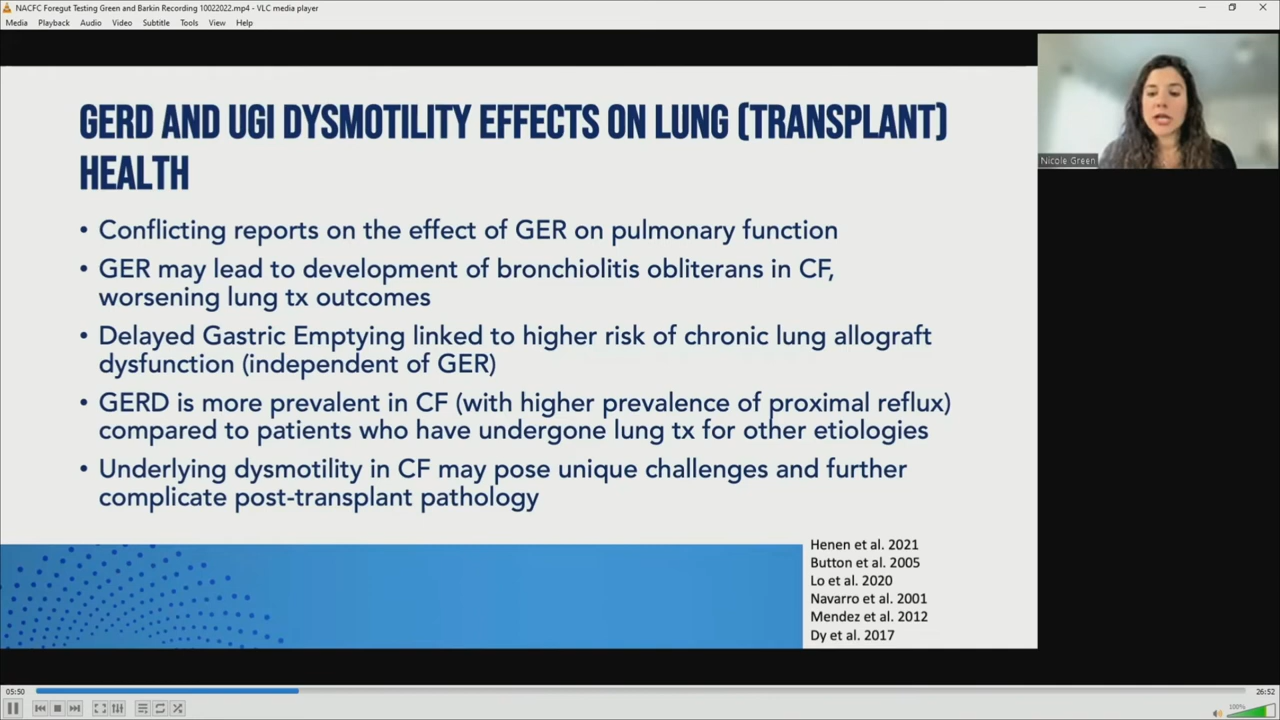 NACFC Foregut Testing Green and Barkin Recording 10022022.mp4 - VLC media player
Media Playback Audio Video Subtitle Tools View Help
GERD AND UGI DYSMOTILITY EFFECTS ON LUNG (TRANSPLANT)
HEALTH
Nicole Green
• Conflicting reports on the effect of GER on pulmonary function
• GER may lead to development of bronchiolitis obliterans in CF,
worsening lung tx outcomes
• Delayed Gastric Emptying linked to higher risk of chronic lung allograft
dysfunction (independent of GER)
• GERD is more prevalent in CF (with higher prevalence of proximal reflux)
compared to patients who have undergone lung tx for other etiologies
• Underlying dysmotility in CF may pose unique challenges and further
complicate post-transplant pathology
Henen et al. 2021
Button et al. 2005
Lo et al. 2020
Navarro et al. 2001
Mendez et al. 2012
Dy et al. 2017
05:50
26:52
100%